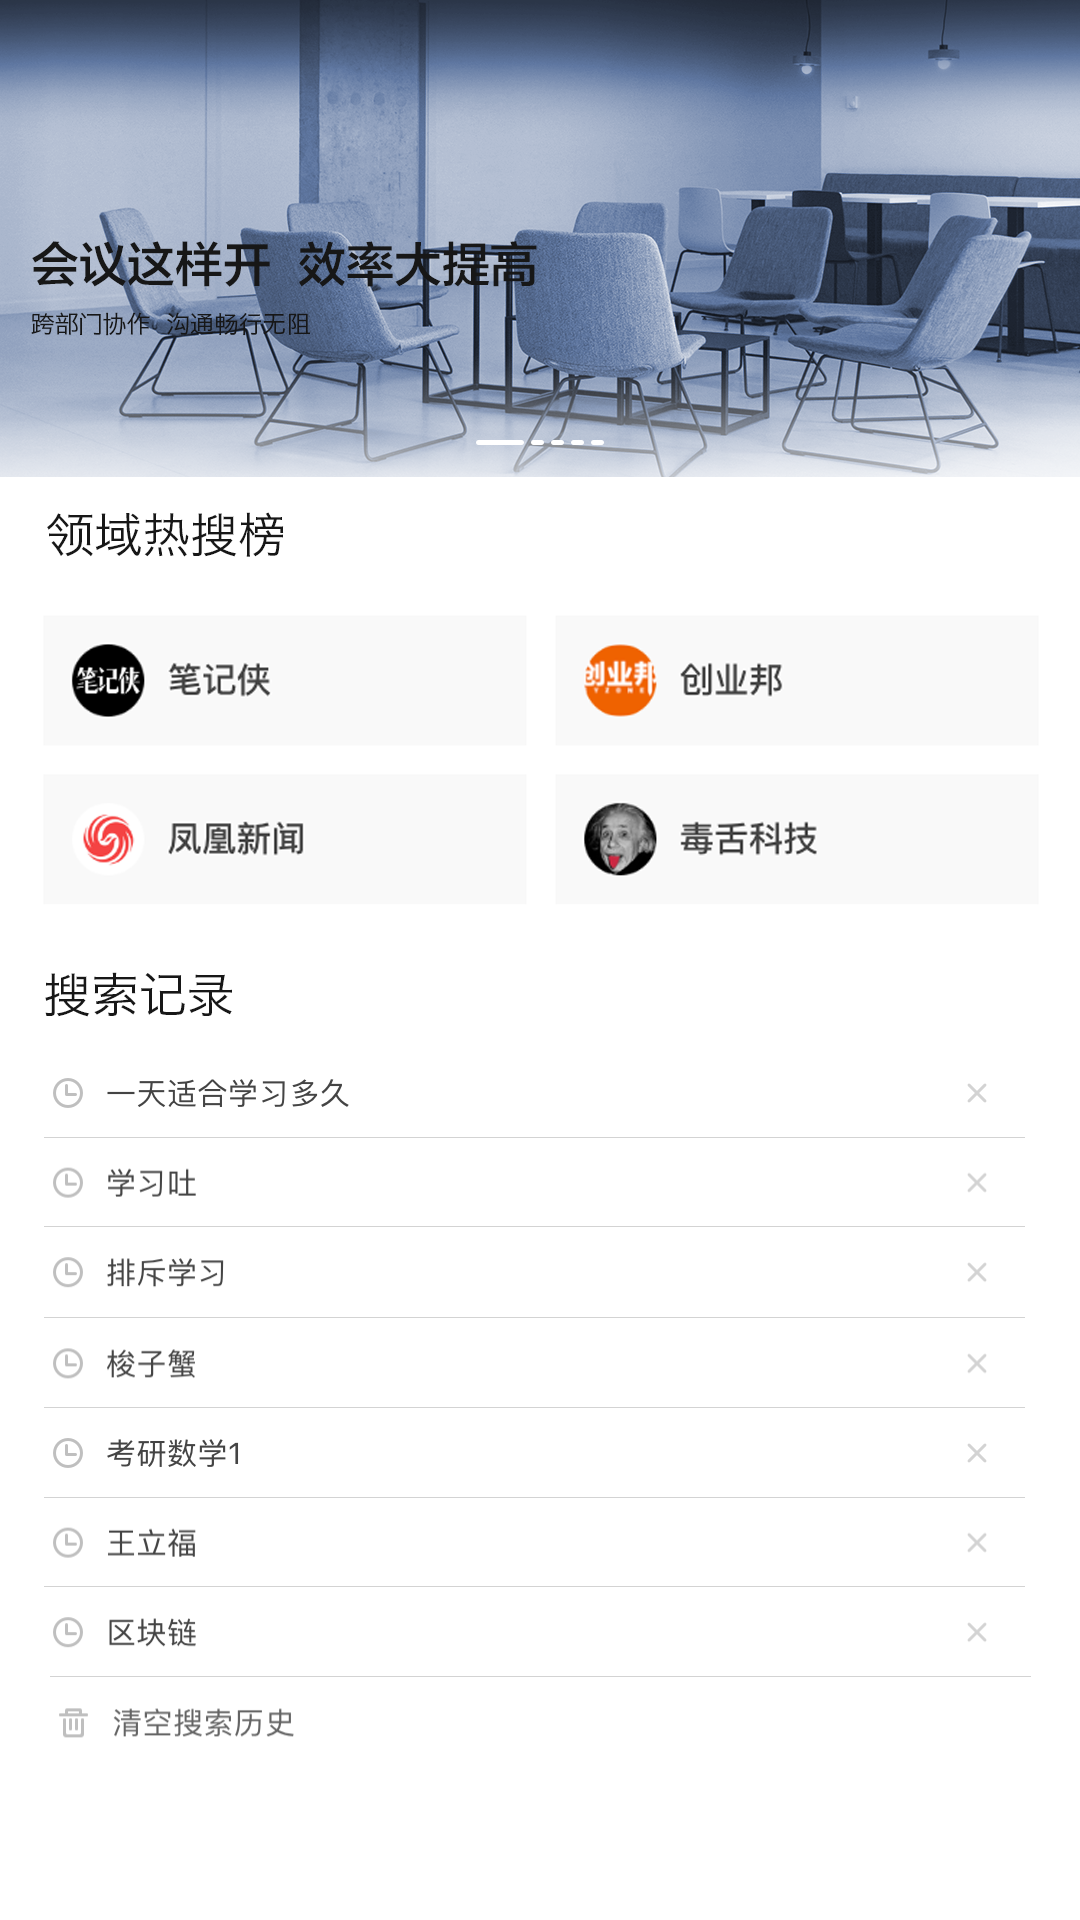 会议这样开 效率大提高
跨部门协作 沟通畅行无阻
领域热搜榜
笔记侠 笔记侠
创业邦 创业邦
凤凰新闻
毒舌科技
搜索记录
一天适合学习多久
学习吐
排斥学习
梭子蟹
考研数学1
王立福
区块链
清空搜索历史